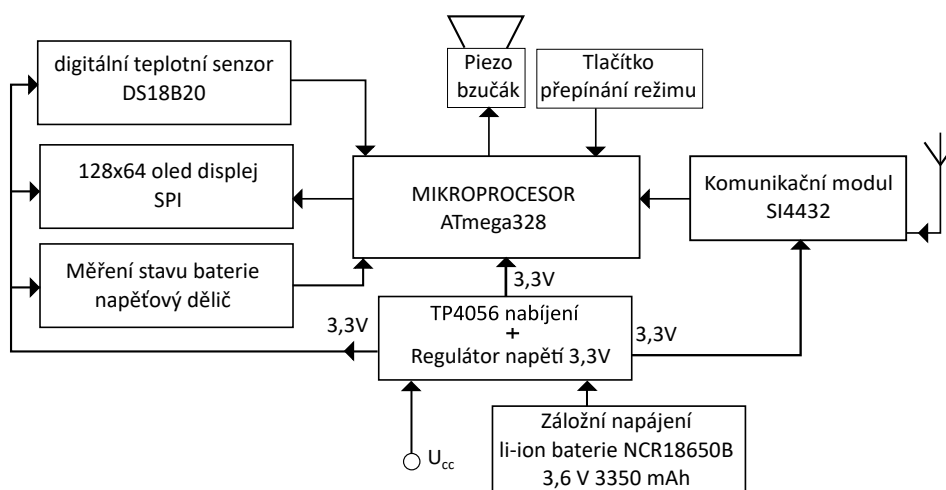 digitální teplotní senzor
DS18B20
Piezo
bzučák
Tlačítko
přepínání režimu
128x64 oled displej
SPI
MIKROPROCESOR
ATmega328
Komunikační modul
SI4432
Měření stavu baterie
napěťový dělič
3,3V
3,3V
TP4056 nabíjení
+
Regulátor napětí 3,3V
3,3V
Ucc
Záložní napájení
li-ion baterie NCR18650B
3,6 V 3350 mAh